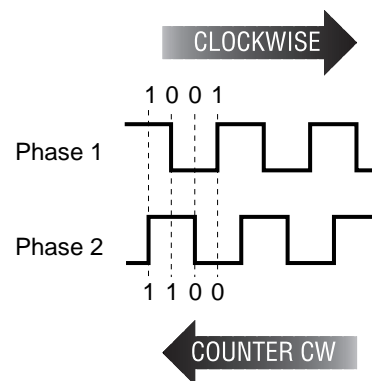 CLOCKWISE
1 0 0 1
Phase 1
Phase 2
1 1 0 0
COUNTER CW